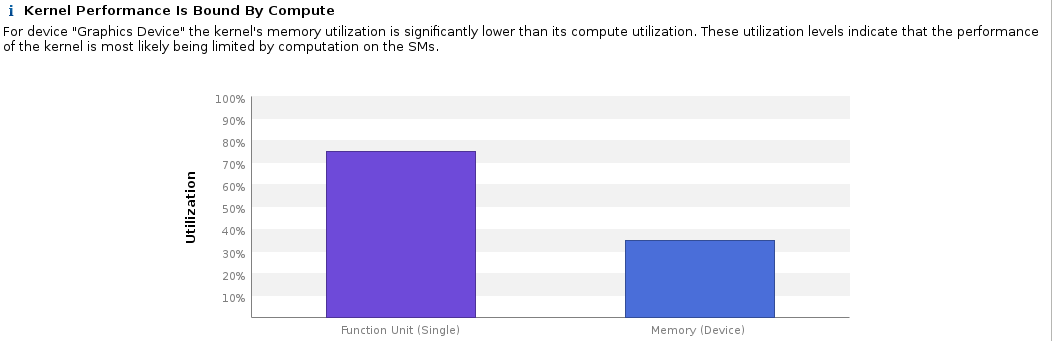 i Kernel Performance Is Bound By Compute
For device "Graphics Device" the kernel's memory utilization is significantly lower than its compute utilization. These utilization levels indicate that the performance
of the kernel is most likely being limited by computation on the SMs.
100%
90%
80%
70%
60%
50%
40%
30%
20%
10%
Utilization
Function Unit (Single)
Memory (Device)